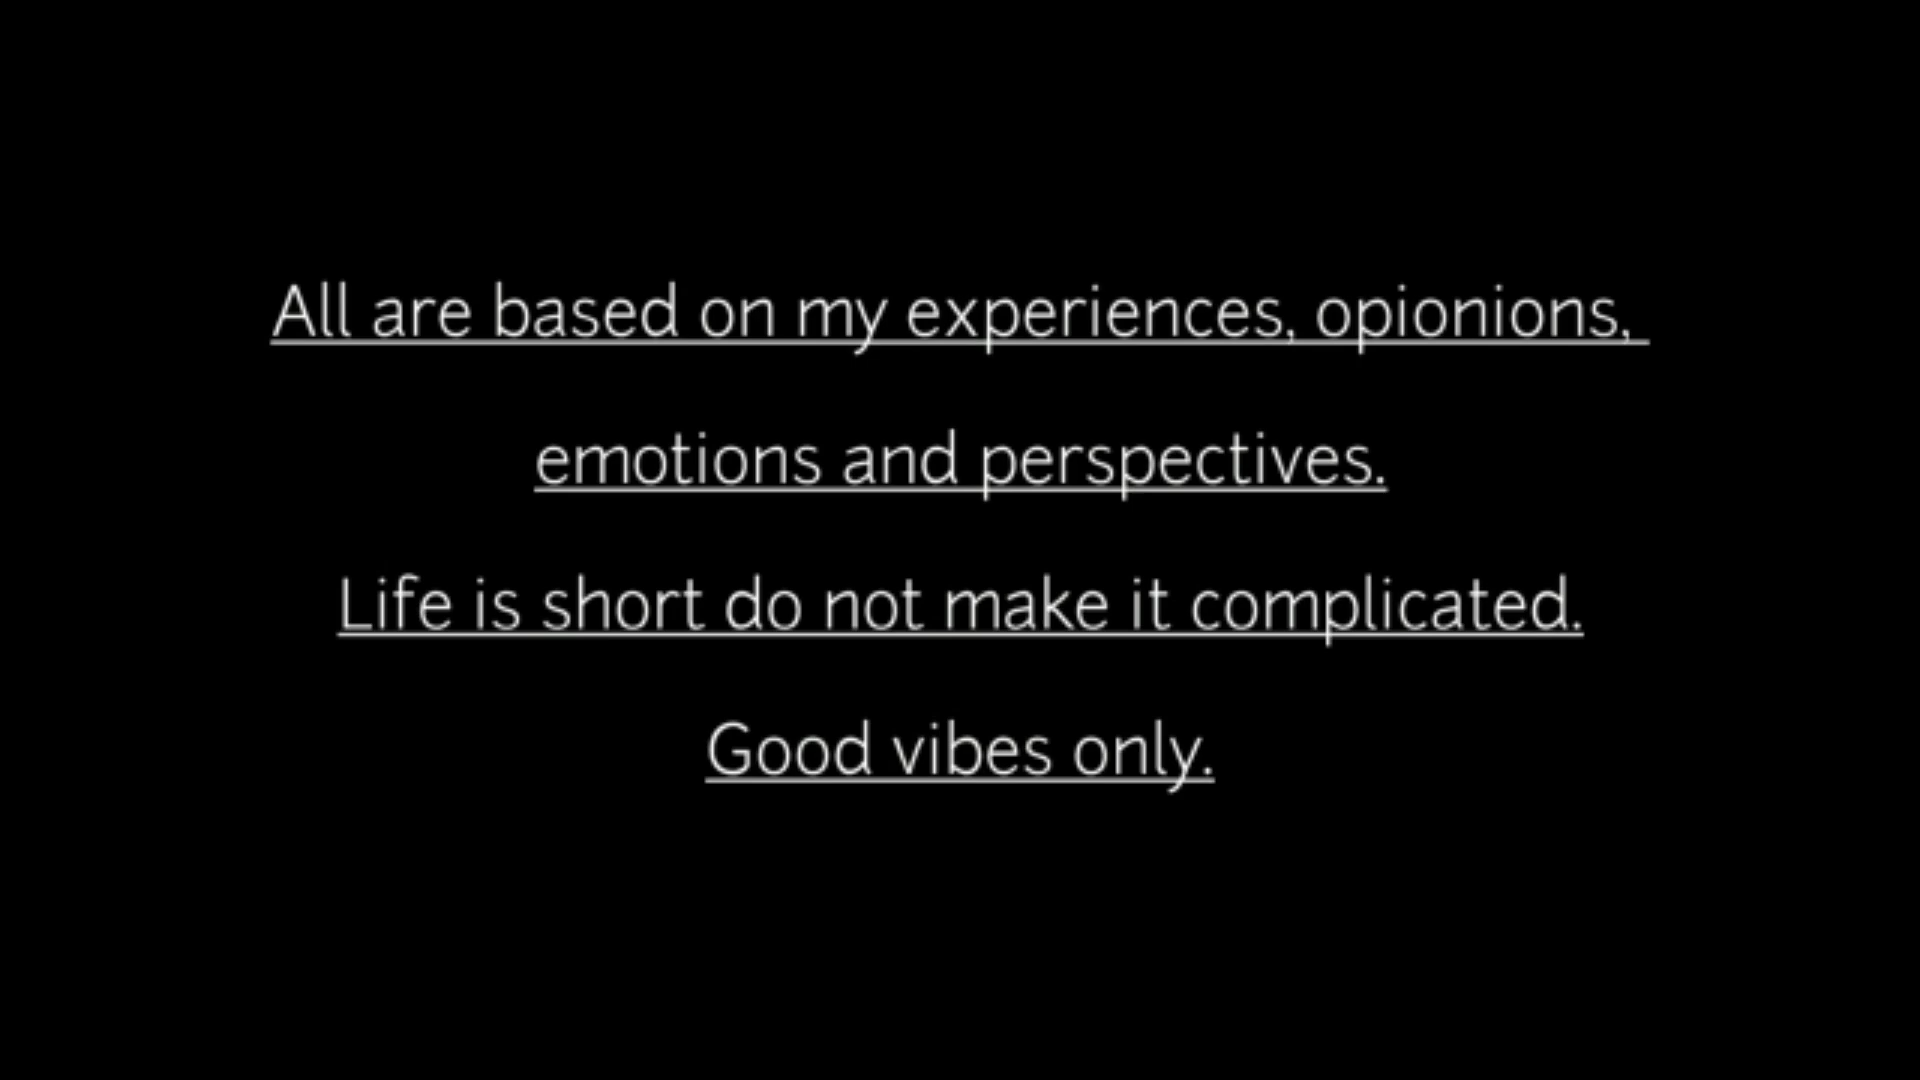 All are based on my experiences, opionions,
emotions and perspectives.
Life is short do not make it complicated.
Good vibes only.